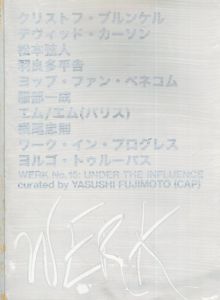 クリストフ・ブルンケル
デヴィッド・カーソン
松本弦人
羽良多平吉
ヨップ・ファン・ベネコム
服部一成
エム/エム(パリス)
横尾忠則
ワーク・イン・プログレス
ヨルゴ・トゥルーパス
WERK No.16: UNDER THE INFLUENCE
curated by YASUSHI FUJIMOTO (CAP)
WERK